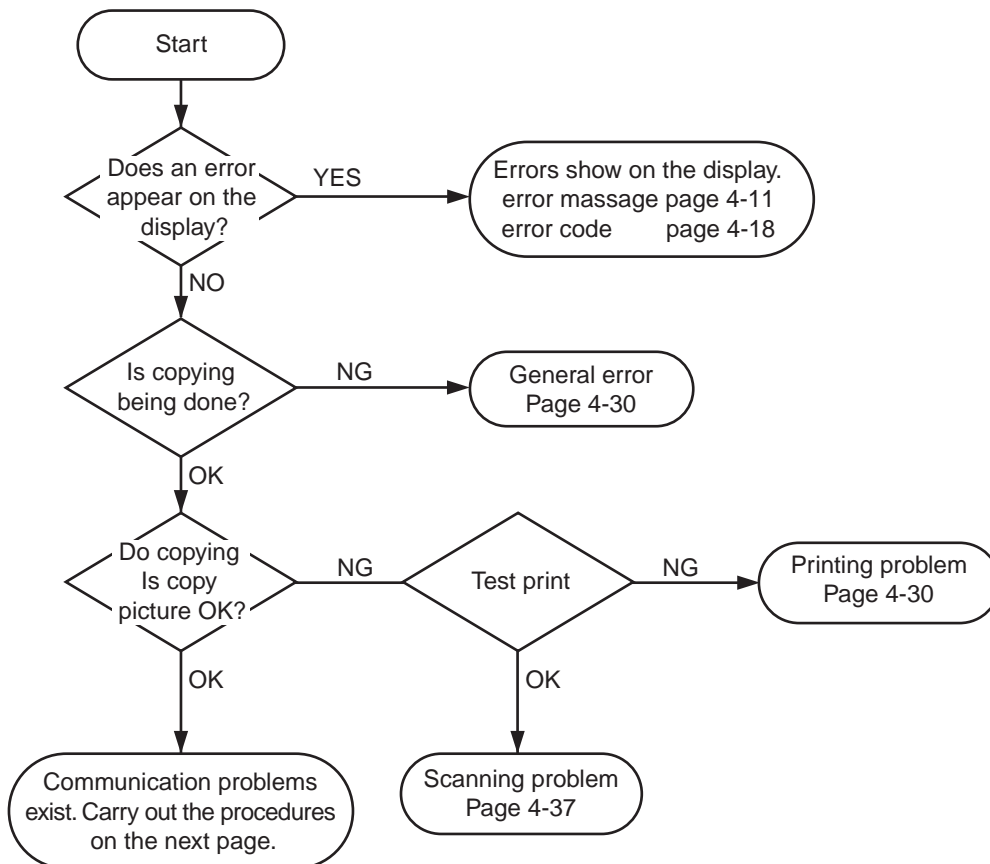 Start
Does an error
appear on the
display?
YES
Errors show on the display.
error massage page 4-11
error code page 4-18
NO
Is copying
being done?
NG
General error
Page 4-30
OK
Do copying
Is copy
picture OK?
NG
Test print
NG
Printing problem
Page 4-30
OK
OK
Communication problems
exist. Carry out the procedures
on the next page.
Scanning problem
Page 4-37